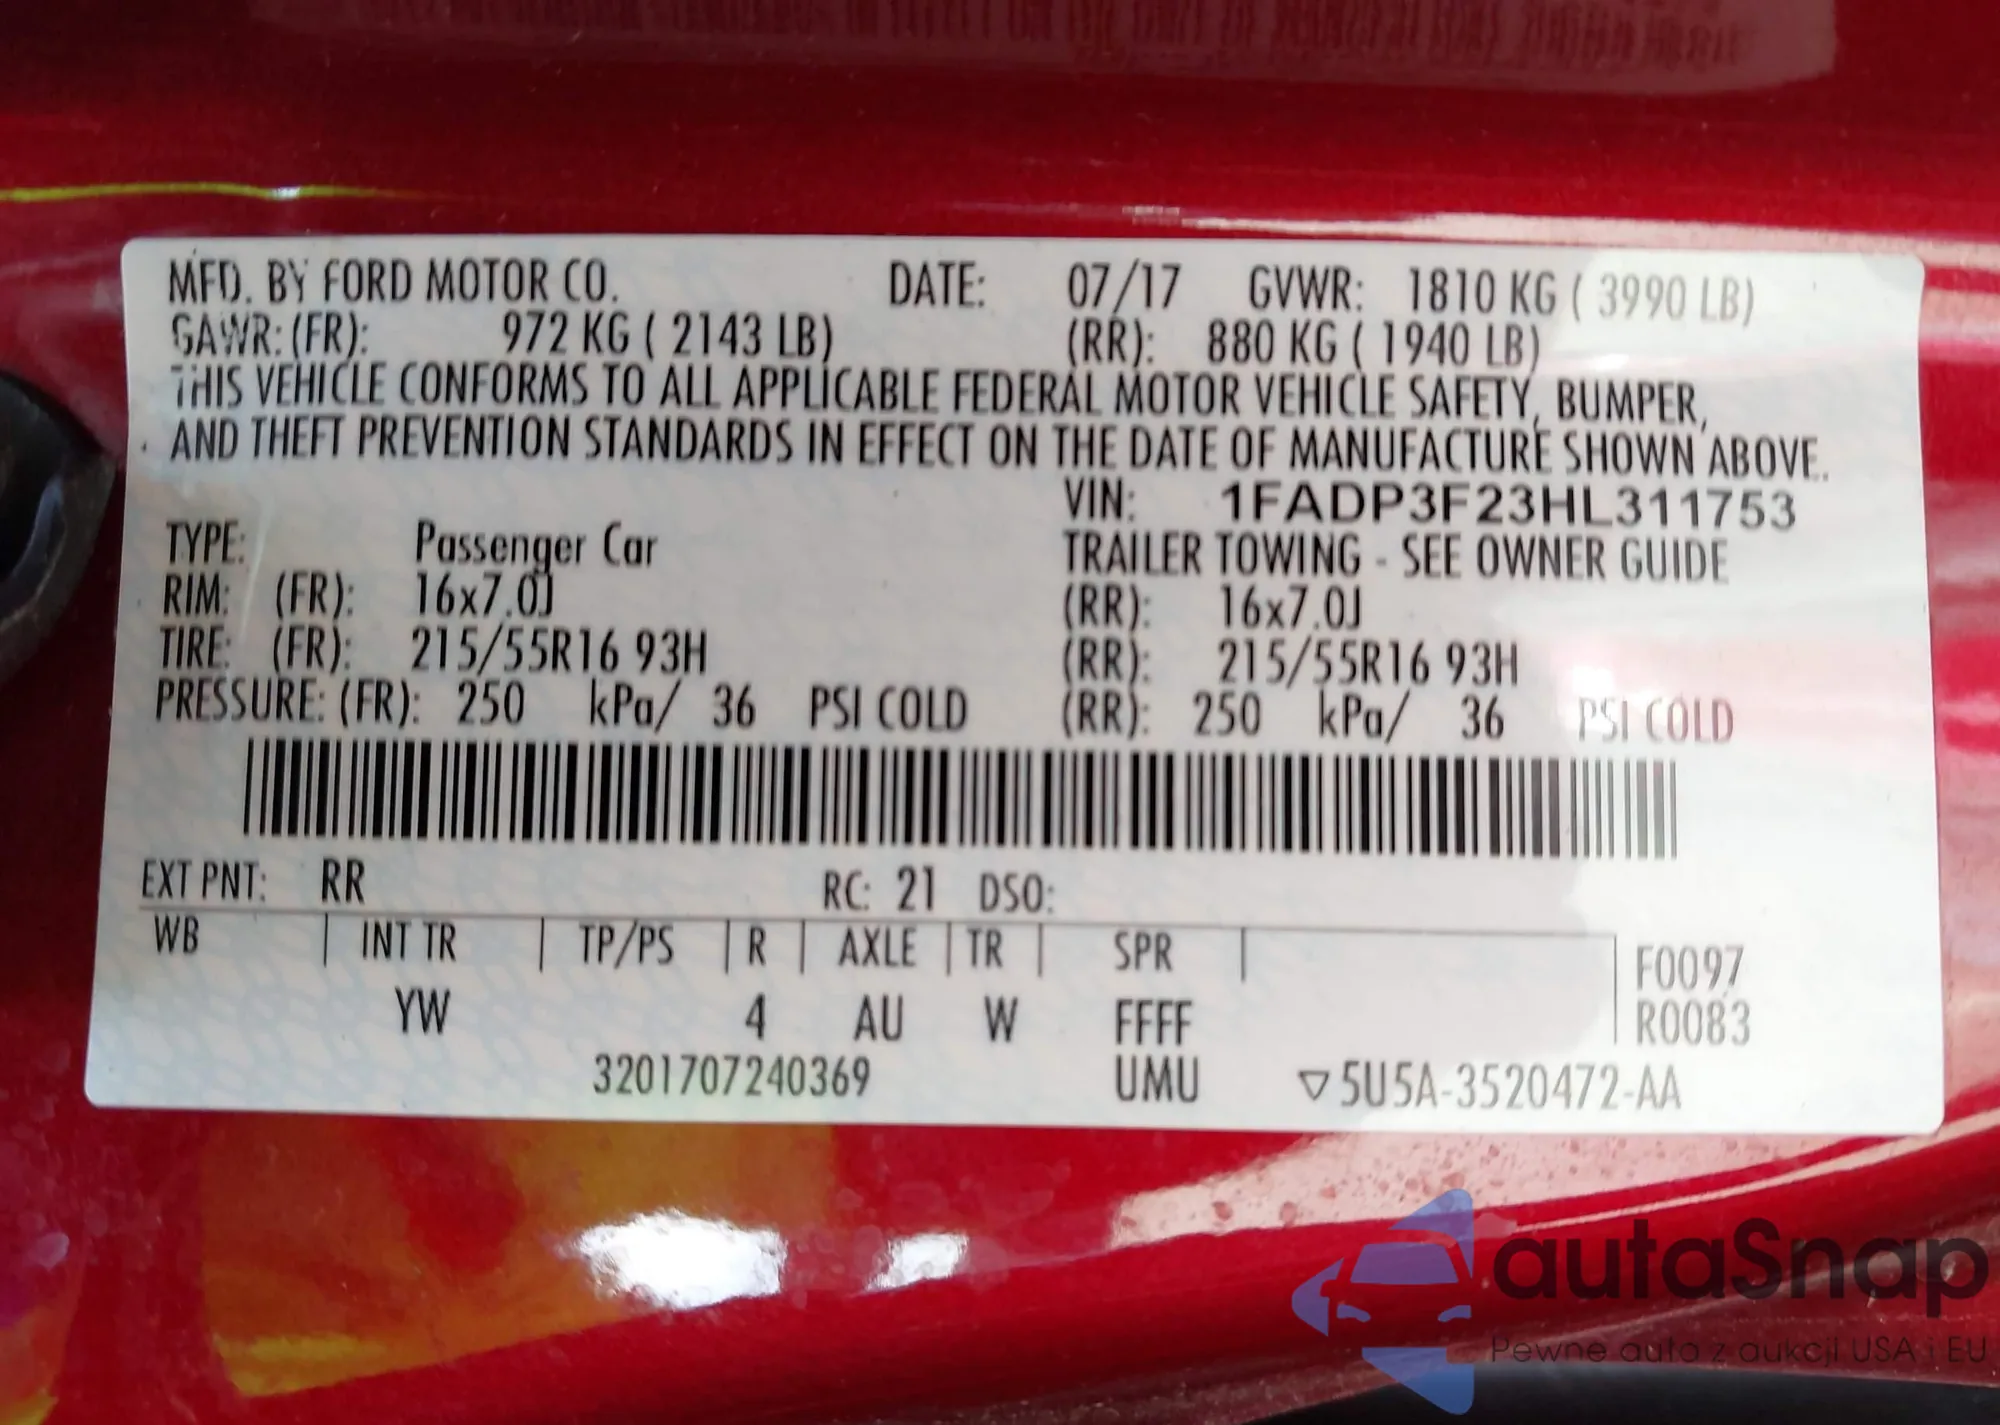 MFD. BY FORD MOTOR CO. DATE: 07/17 GVWR: 1810 KG ( 3990 LB)
GAWR: (FR): 972 KG ( 2143 LB) (RR): 880 KG ( 1940 LB)
THIS VEHICLE CONFORMS TO ALL APPLICABLE FEDERAL MOTOR VEHICLE SAFETY, BUMPER,
AND THEFT PREVENTION STANDARDS IN EFFECT ON THE DATE OF MANUFACTURE SHOWN ABOVE.
VIN: 1FADP3F23HL311753
TYPE: Passenger Car TRAILER TOWING - SEE OWNER GUIDE
RIM: (FR): 16x7.0J (RR): 16x7.0J
TIRE: (FR): 215/55R16 93H (RR): 215/55R16 93H
PRESSURE: (FR): 250 kPa/ 36 PSI COLD (RR): 250 kPa/ 36 PSI COLD
EXT PNT: RR RC: 21 DSO:
WB | INT TR | TP/PS | R | AXLE | TR | SPR | F0097
YW 4 AU W FFFF R0083
3201707240369 UMU ▽5U5A-3520472-AA
autaSnap
Pewne auto z aukcji USA i EU